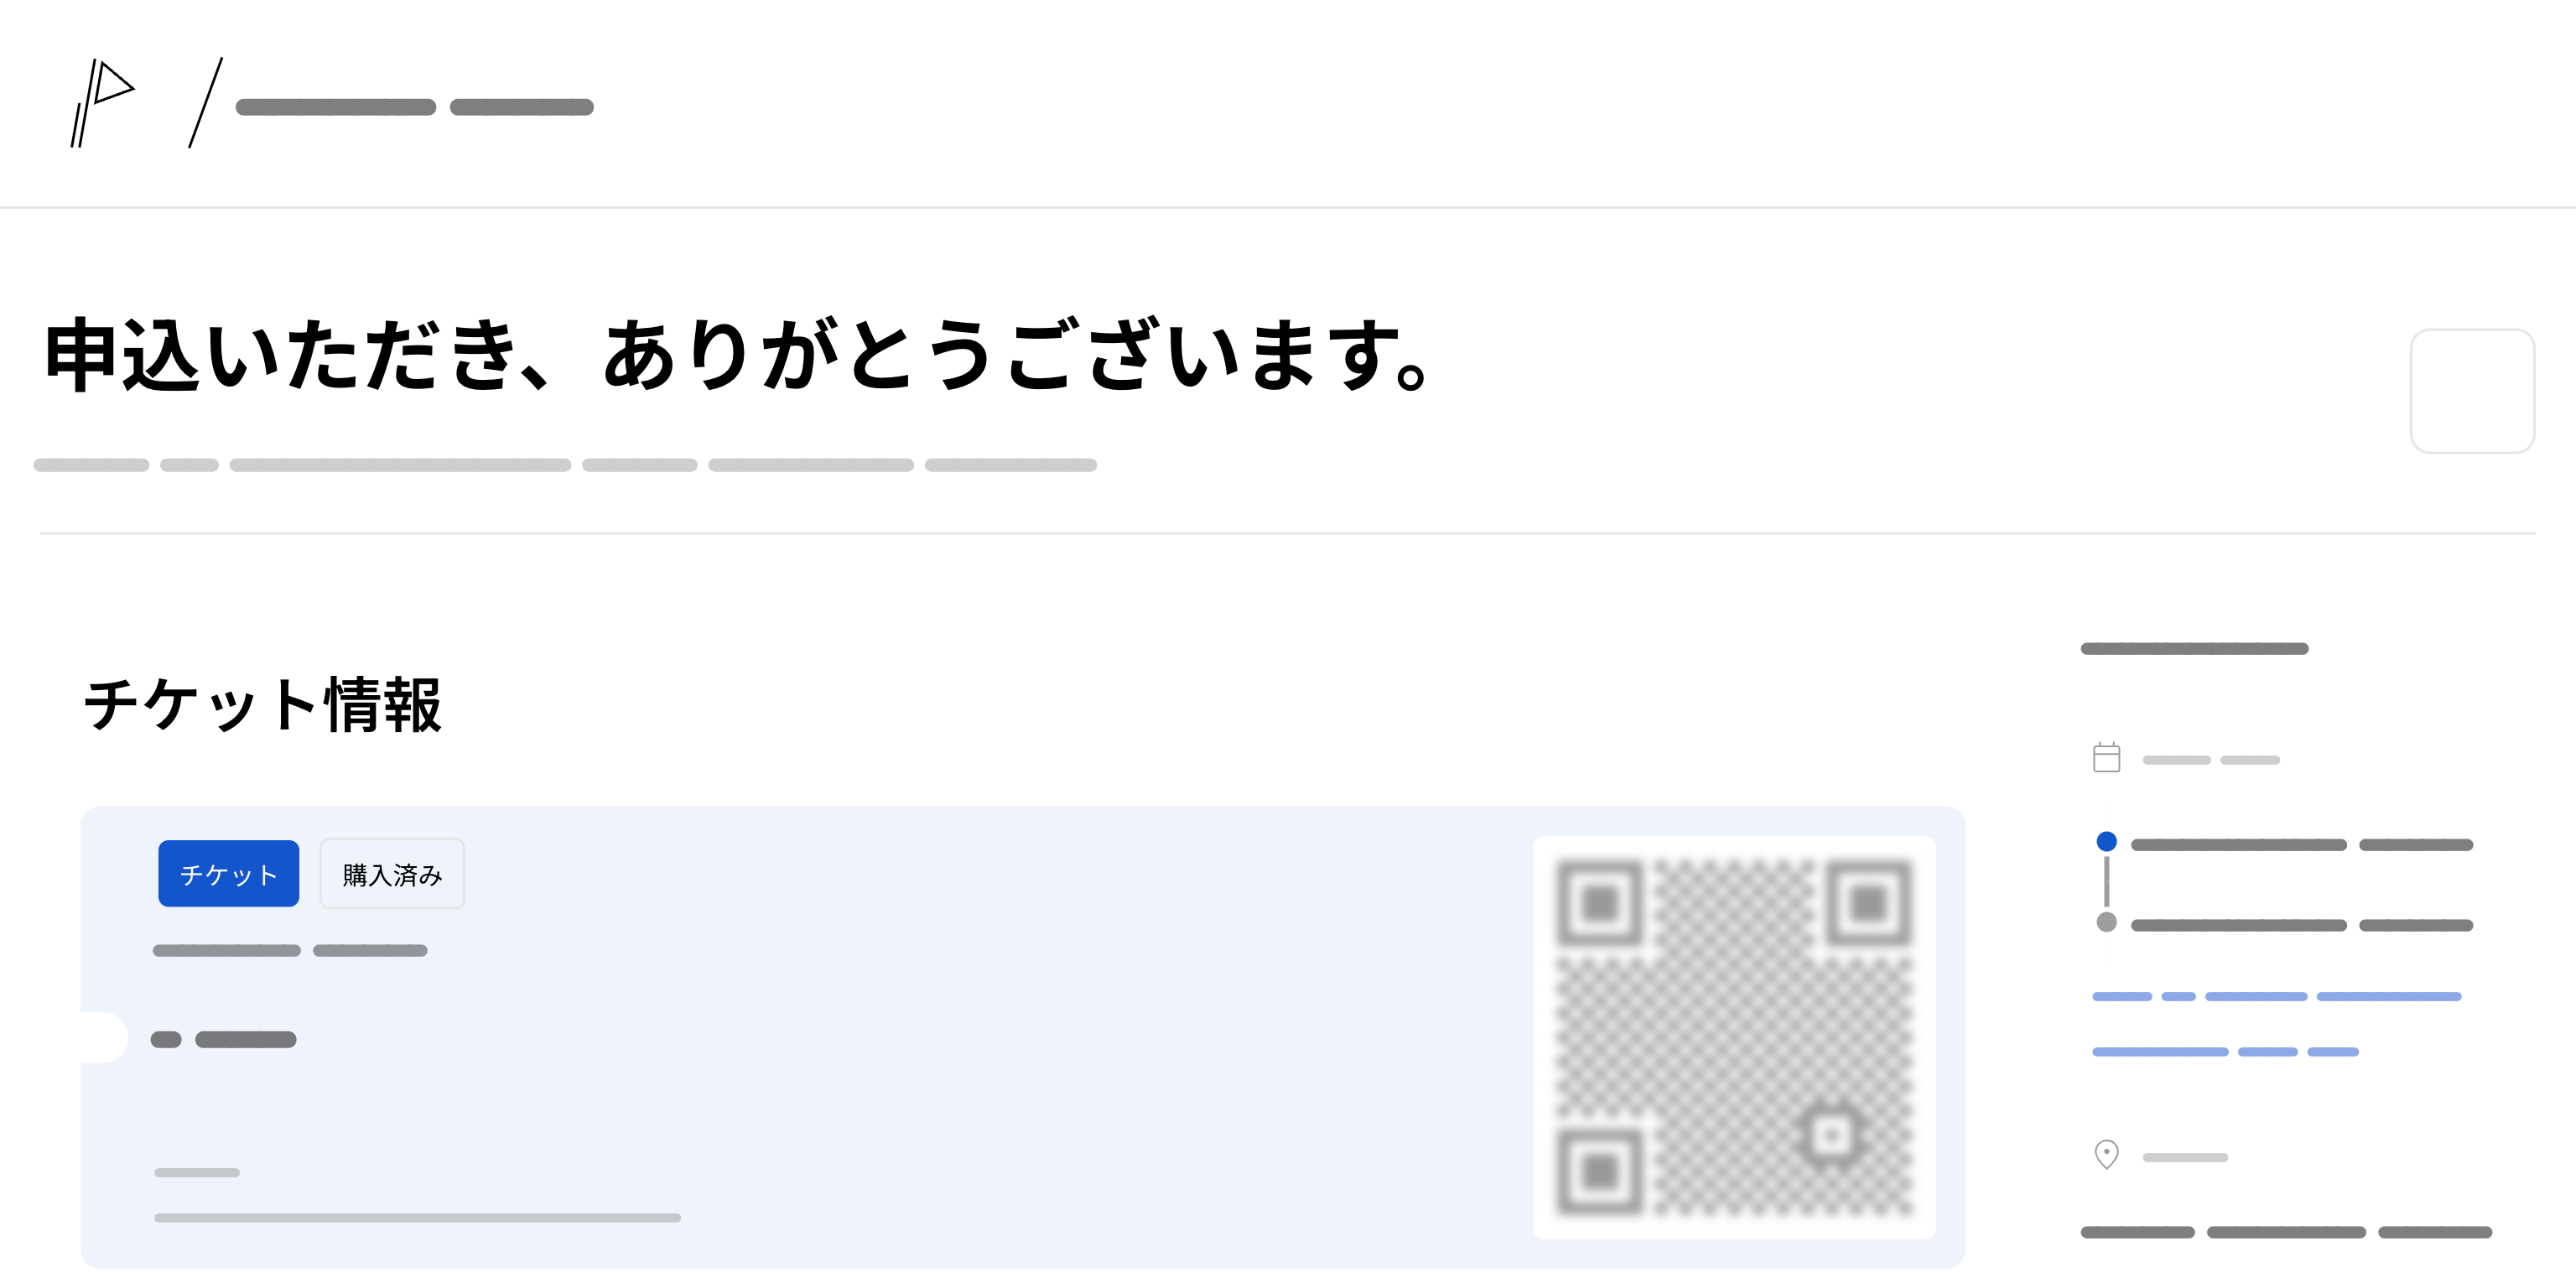 申込いただき、ありがとうございます。
チケット情報
チケット
購入済み